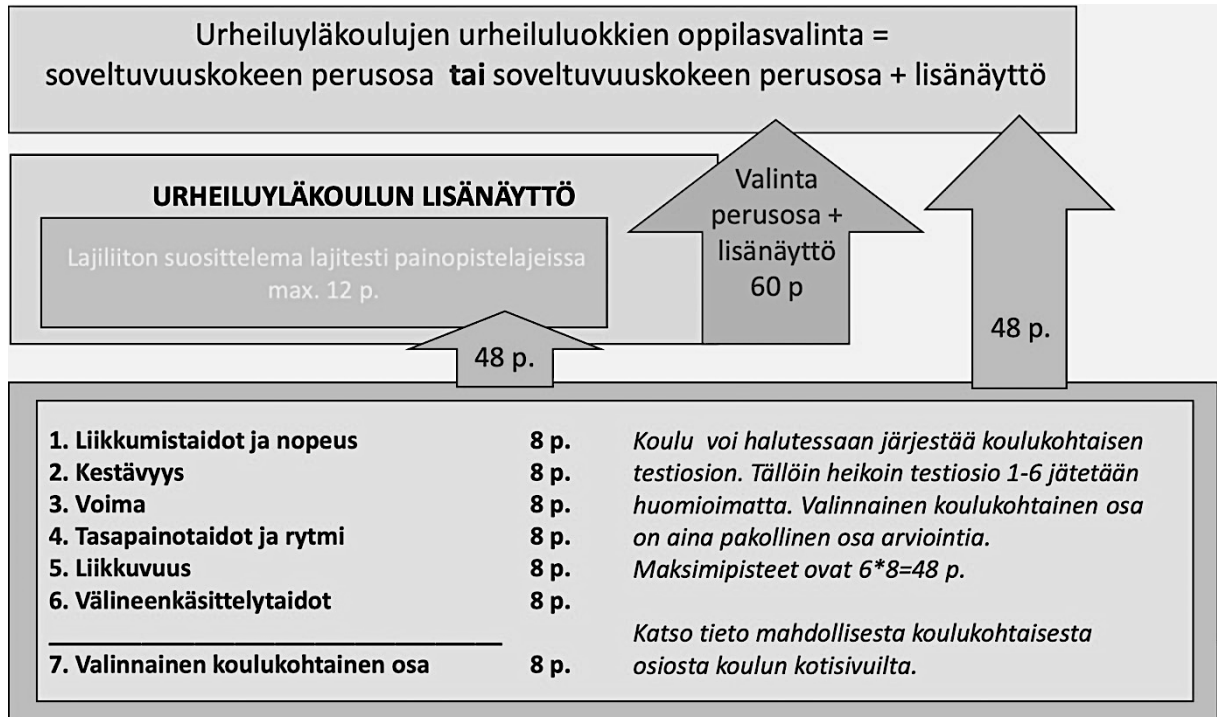 Urheiluyläkoulujen urheiluluokkien oppilasvalinta =
soveltuvuuskokeen perusosa tai soveltuvuuskokeen perusosa + lisänäyttö
URHEILUYLÄKOULUN LISÄNÄYTTÖ
Lajiliiton suosittelema lajitesti painopistelajeissa
max. 12 p.
Valinta
perusosa +
lisänäyttö
60 p
48 p.
48 p.
1. Liikkumistaidot ja nopeus 8 p.
2. Kestävyys 8 p.
3. Voima 8 p.
4. Tasapainotaidot ja rytmi 8 p.
5. Liikkuvuus 8 p.
6. Välineenkäsittelytaidot 8 p.
7. Valinnainen koulukohtainen osa 8 p.
Koulu voi halutessaan järjestää koulukohtaisen
testiosion. Tällöin heikoin testiosio 1-6 jätetään
huomioimatta. Valinnainen koulukohtainen osa
on aina pakollinen osa arviointia.
Maksimipisteet ovat 6*8=48 p.
Katso tieto mahdollisesta koulukohtaisesta
osiosta koulun kotisivuilta.